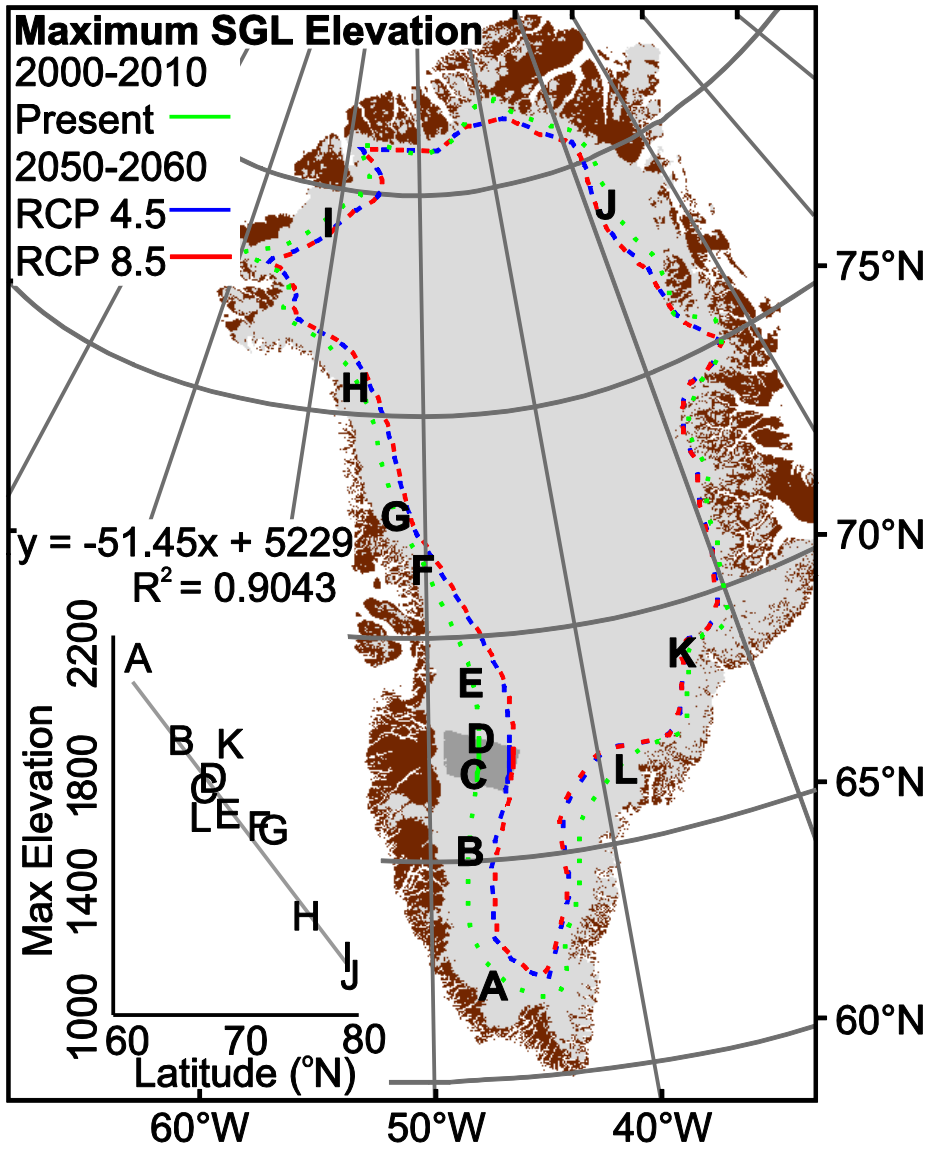 Maximum SGL Elevation
2000-2010
Present
2050-2060
RCP 4.5
RCP 8.5
I
J
75°N
H
G
70°N
y = -51.45x + 5229
F
R² = 0.9043
K
E
D
C
L
65°N
B
A
60°N
2200
1800
1400
1000
Max Elevation
A
B
K
D
C
L
E
F
G
H
I
J
60
70
80
Latitude (°N)
60°W
50°W
40°W